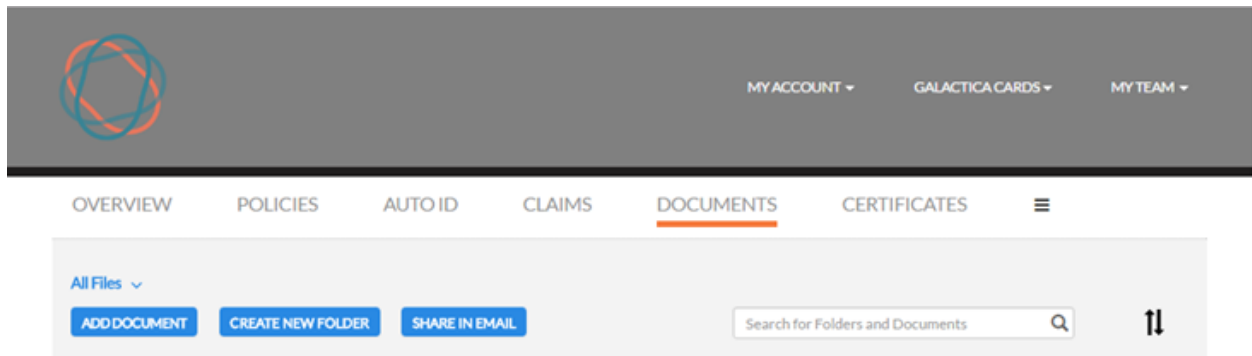 MY ACCOUNT GALACTICA CARDS MY TEAM
OVERVIEW POLICIES AUTO ID CLAIMS DOCUMENTS CERTIFICATES
All Files
ADD DOCUMENT CREATE NEW FOLDER SHARE IN EMAIL Search for Folders and Documents